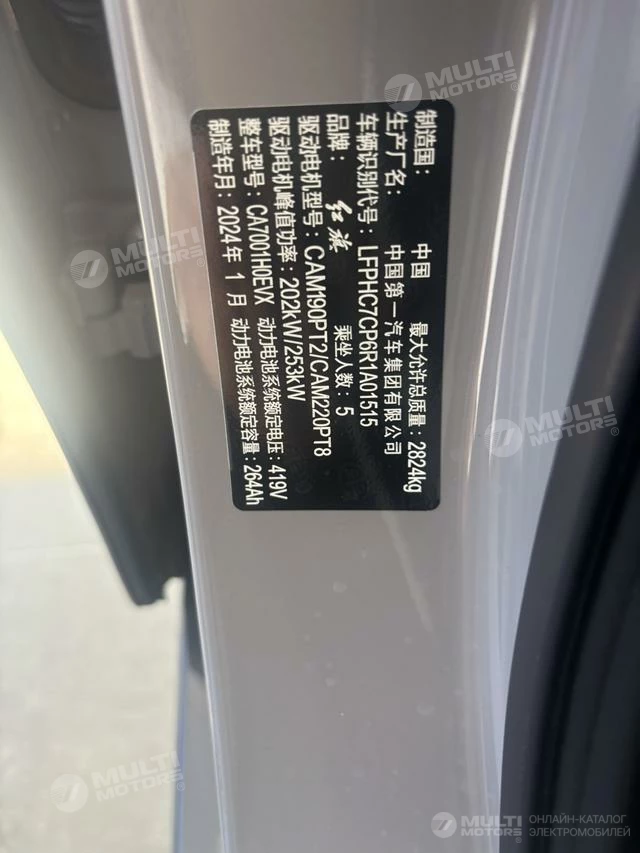 制造国： 中国 最大允许总质量：2824kg
生产厂名： 中国第一汽车集团有限公司
车辆识别代号：LFPHC7CP6R1A01515
品牌： 红旗 乘坐人数：5
驱动电机型号：CAM190PT2/CAM220PT8
驱动电机峰值功率：202kW/253kW
整车型号：CA7001H0EVX 动力电池系统额定电压：419V
制造年月：2024年 1月 动力电池系统额定容量：264Ah
MULTI
MOTORS®
MULTI
MOTORS®
MULTI
MOTORS®
MULTI
MOTORS®
MULTI
MOTORS®
ОНЛАЙН-КАТАЛОГ
ЭЛЕКТРОМОБИЛЕЙ